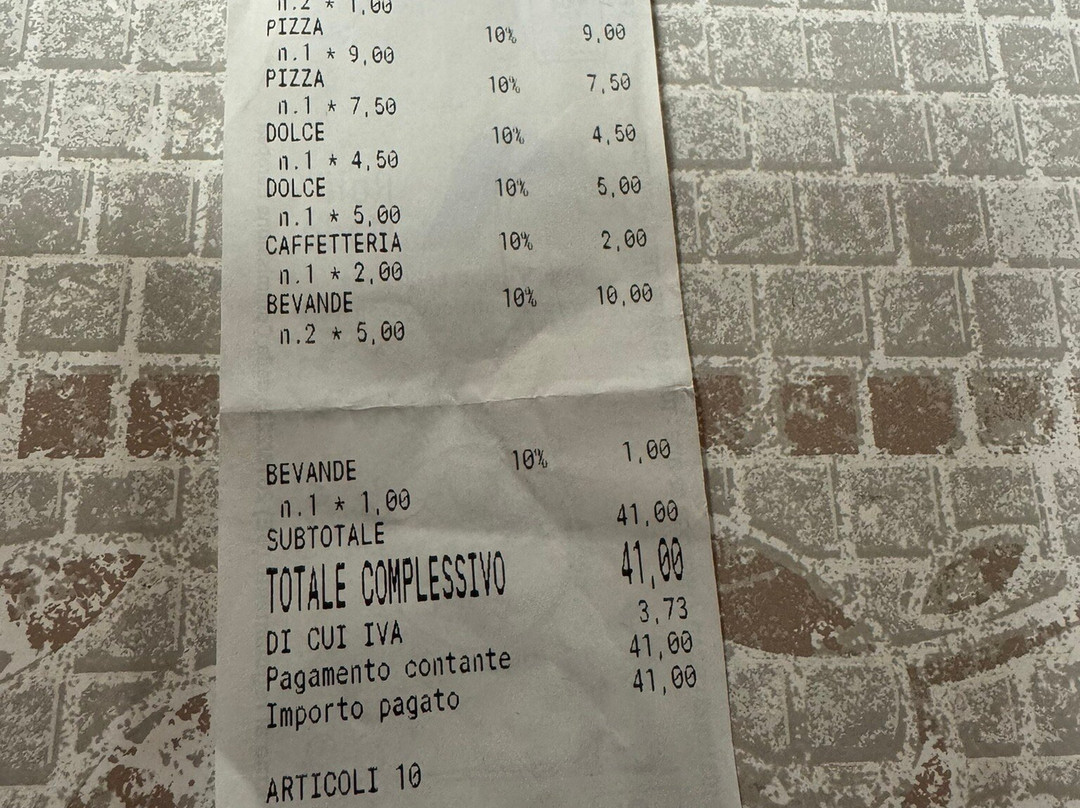 n.2 * 1,00
PIZZA 10% 9,00
n.1 * 9,00
PIZZA 10% 7,50
n.1 * 7,50
DOLCE 10% 4,50
n.1 * 4,50
DOLCE 10% 5,00
n.1 * 5,00
CAFFETTERIA 10% 2,00
n.1 * 2,00
BEVANDE 10% 10,00
n.2 * 5,00
BEVANDE 10% 1,00
n.1 * 1,00
SUBTOTALE 41,00
TOTALE COMPLESSIVO 41,00
DI CUI IVA 3,73
Pagamento contante 41,00
Importo pagato 41,00
ARTICOLI 10